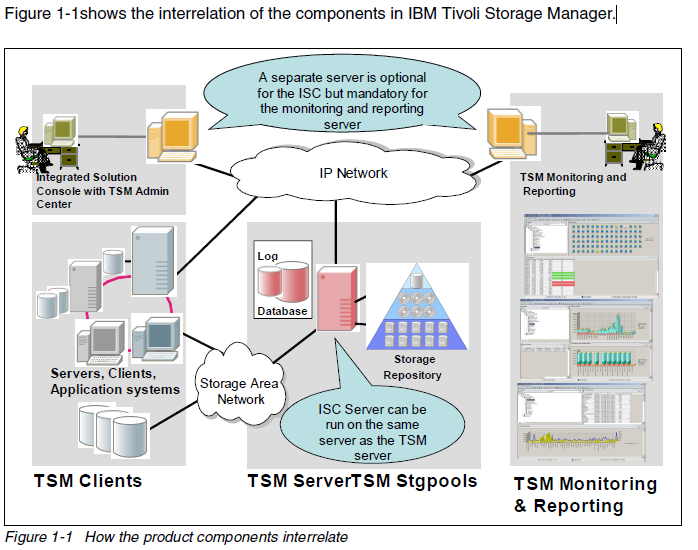 Figure 1-1shows the interrelation of the components in IBM Tivoli Storage Manager.
A separate server is optional
for the ISC but mandatory for
the monitoring and reporting
server
Integrated Solution
Console with TSM Admin
Center
IP Network
TSM Monitoring and
Reporting
Log
Database
Storage
Repository
Servers, Clients,
Application systems
Storage Area
Network
ISC Server can be
run on the same
server as the TSM
server
TSM Clients
TSM ServerTSM Stgpools
TSM Monitoring
& Reporting
Figure 1-1 How the product components interrelate